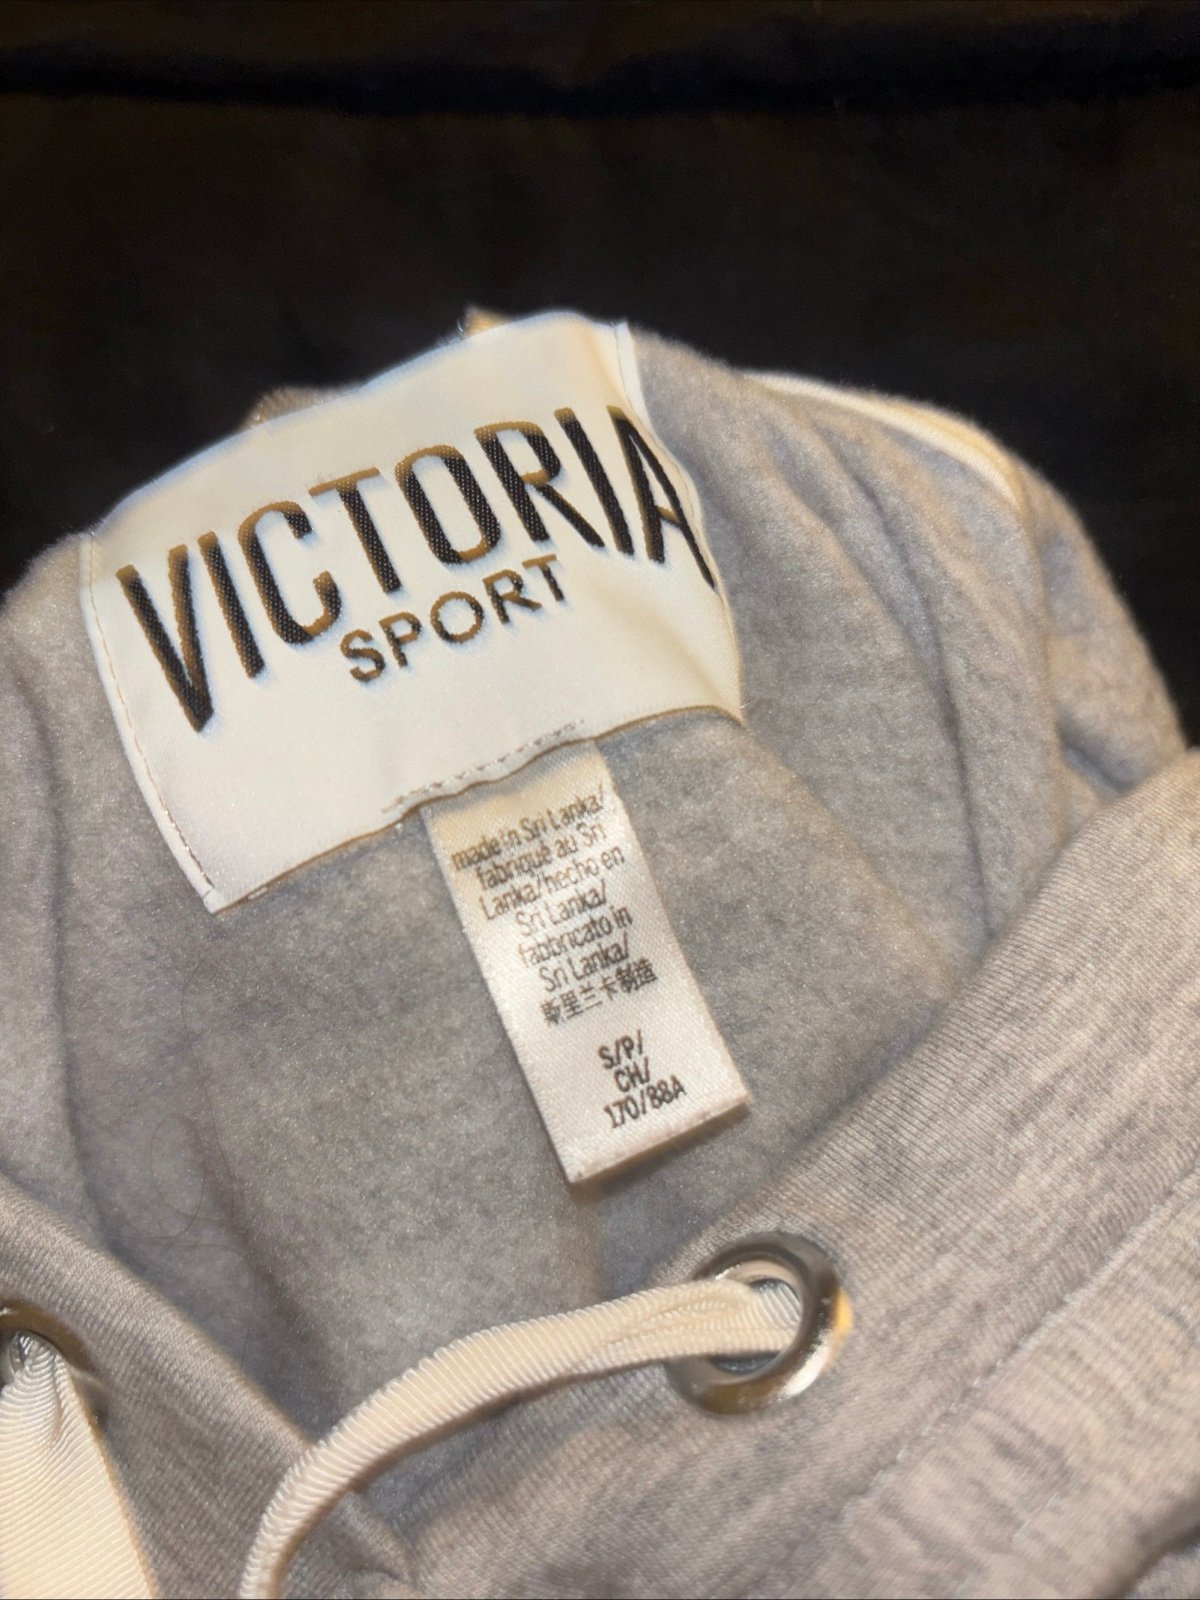 VICTORIA
SPORT
made in Sri Lanka/
fabriqué au Sri
Lanka/hecho en
Sri Lanka/
fabbricato in
Sri Lanka/
斯里兰卡制造
S/P/
CH/
170/88A